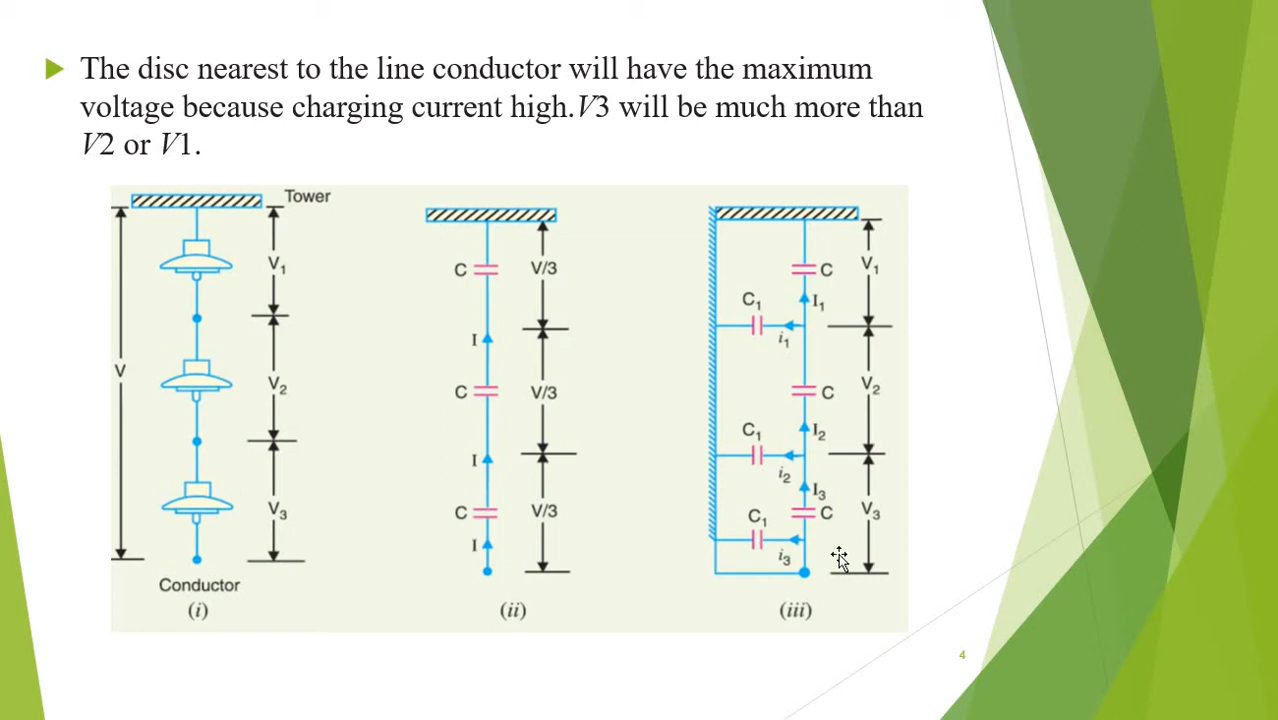 The disc nearest to the line conductor will have the maximum
voltage because charging current high.V3 will be much more than
V2 or V1.
Tower
V
V₁
V₂
V₃
Conductor
(i)
C
V/3
I
C
V/3
I
C
V/3
I
(ii)
C
V₁
C₁
I₁
i₁
C
V₂
C₁
I₂
i₂
I₃
C₁
C
V₃
i₃
(iii)
4